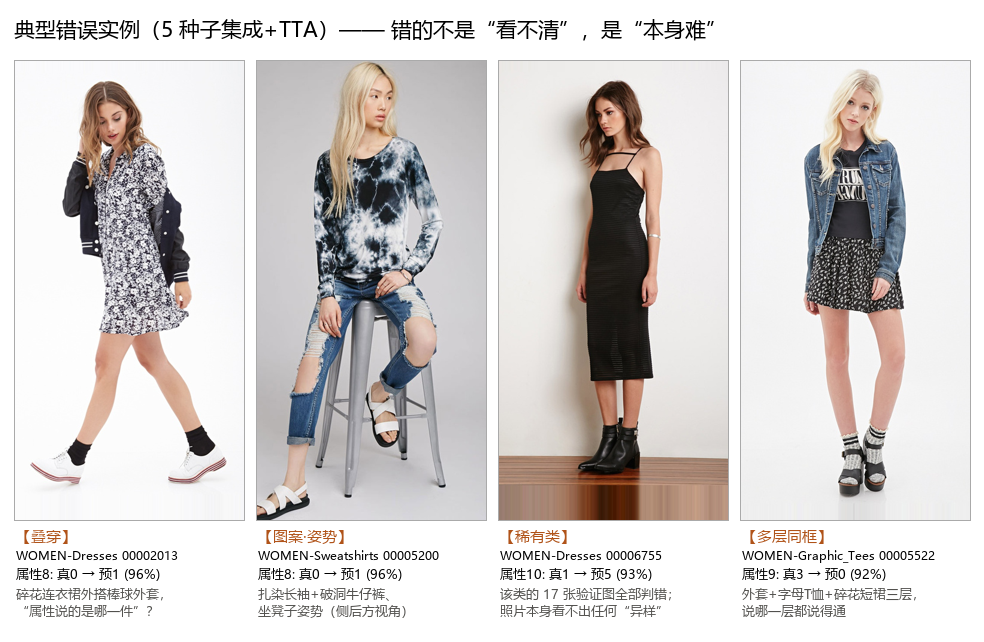 典型错误实例（5 种子集成+TTA）—— 错的不是“看不清”，是“本身难”
【叠穿】
WOMEN-Dresses 00002013
属性8: 真0 → 预1 (96%)
碎花连衣裙外搭棒球外套，
“属性说的是哪一件”？
【图案·姿势】
WOMEN-Sweatshirts 00005200
属性8: 真0 → 预1 (96%)
扎染长袖+破洞牛仔裤、
坐凳子姿势（侧后方视角）
【稀有类】
WOMEN-Dresses 00006755
属性10: 真1 → 预5 (93%)
该类的 17 张验证图全部判错；
照片本身看不出任何“异样”
【多层同框】
WOMEN-Graphic_Tees 00005522
属性9: 真3 → 预0 (92%)
外套+字母T恤+碎花短裙三层，
说哪一层都说得通